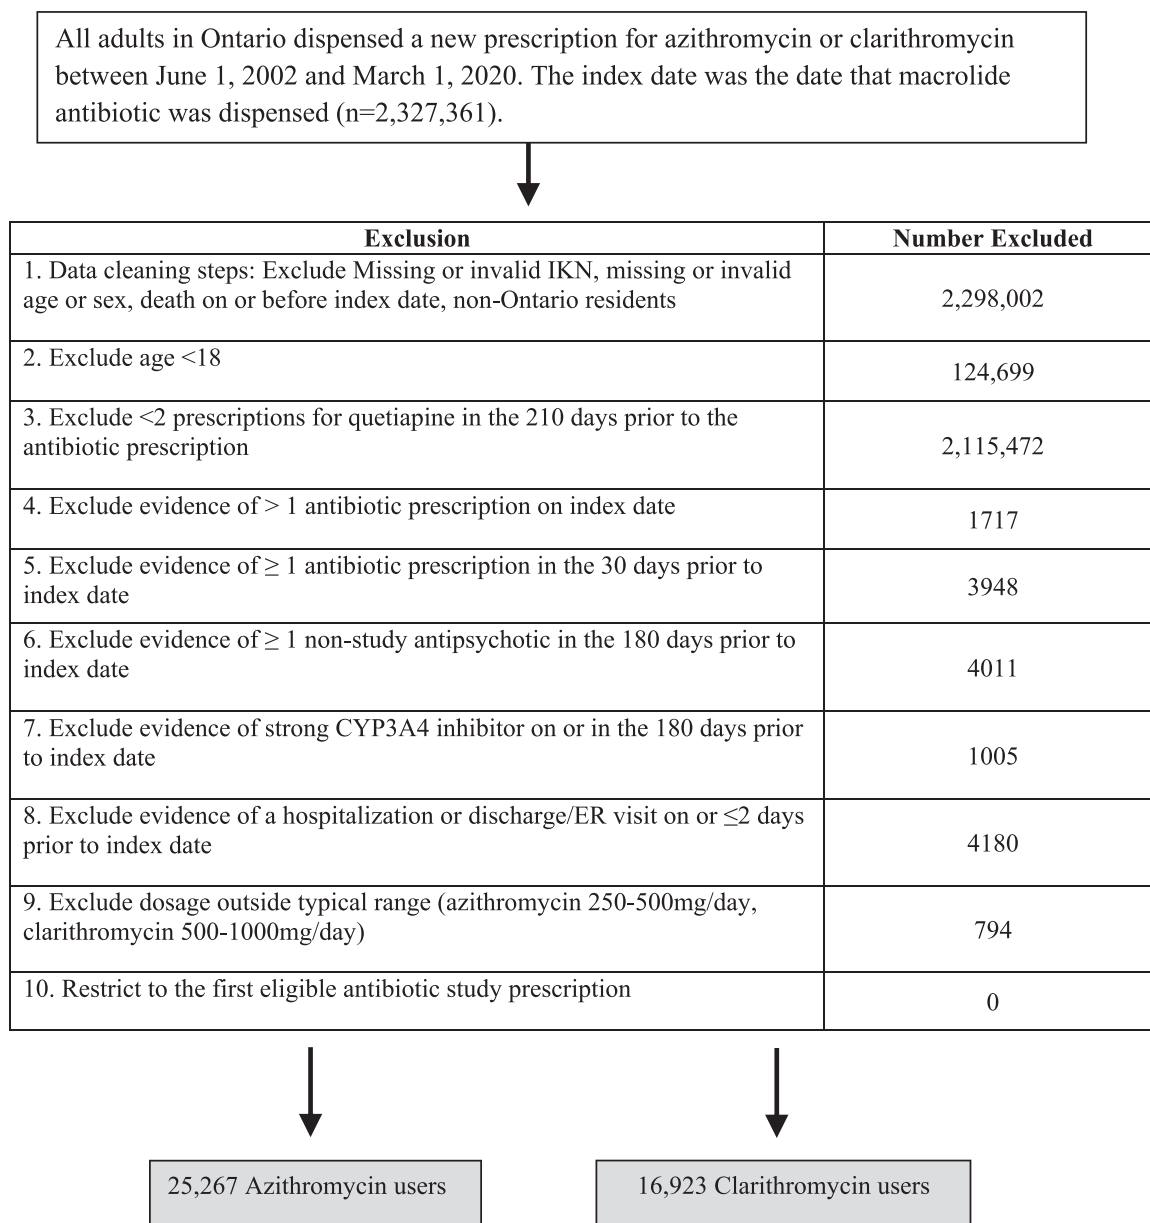 All adults in Ontario dispensed a new prescription for azithromycin or clarithromycin
between June 1, 2002 and March 1, 2020. The index date was the date that macrolide
antibiotic was dispensed (n=2,327,361).
Exclusion
Number Excluded
1. Data cleaning steps: Exclude Missing or invalid IKN, missing or invalid
age or sex, death on or before index date, non-Ontario residents
2,298,002
2. Exclude age <18
124,699
3. Exclude <2 prescriptions for quetiapine in the 210 days prior to the
antibiotic prescription
2,115,472
4. Exclude evidence of > 1 antibiotic prescription on index date
1717
5. Exclude evidence of ≥ 1 antibiotic prescription in the 30 days prior to
index date
3948
6. Exclude evidence of ≥ 1 non-study antipsychotic in the 180 days prior to
index date
4011
7. Exclude evidence of strong CYP3A4 inhibitor on or in the 180 days prior
to index date
1005
8. Exclude evidence of a hospitalization or discharge/ER visit on or ≤2 days
prior to index date
4180
9. Exclude dosage outside typical range (azithromycin 250-500mg/day,
clarithromycin 500-1000mg/day)
794
10. Restrict to the first eligible antibiotic study prescription
0
25,267 Azithromycin users
16,923 Clarithromycin users